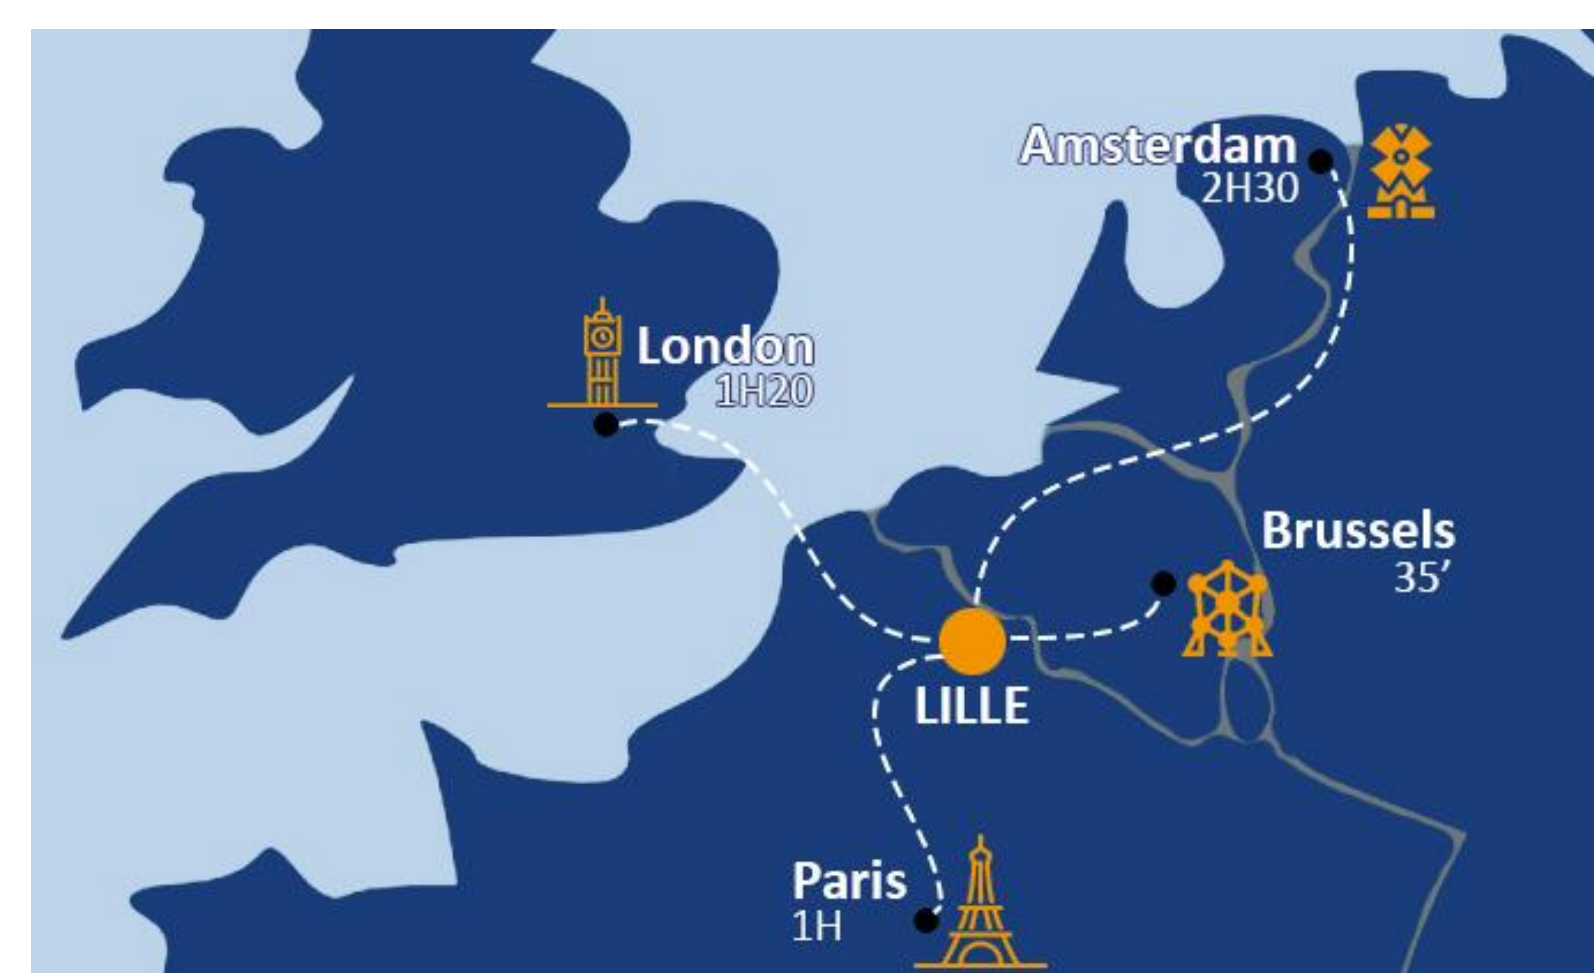 Amsterdam
2H30
London
1H20
Brussels
35’
LILLE
Paris
1H